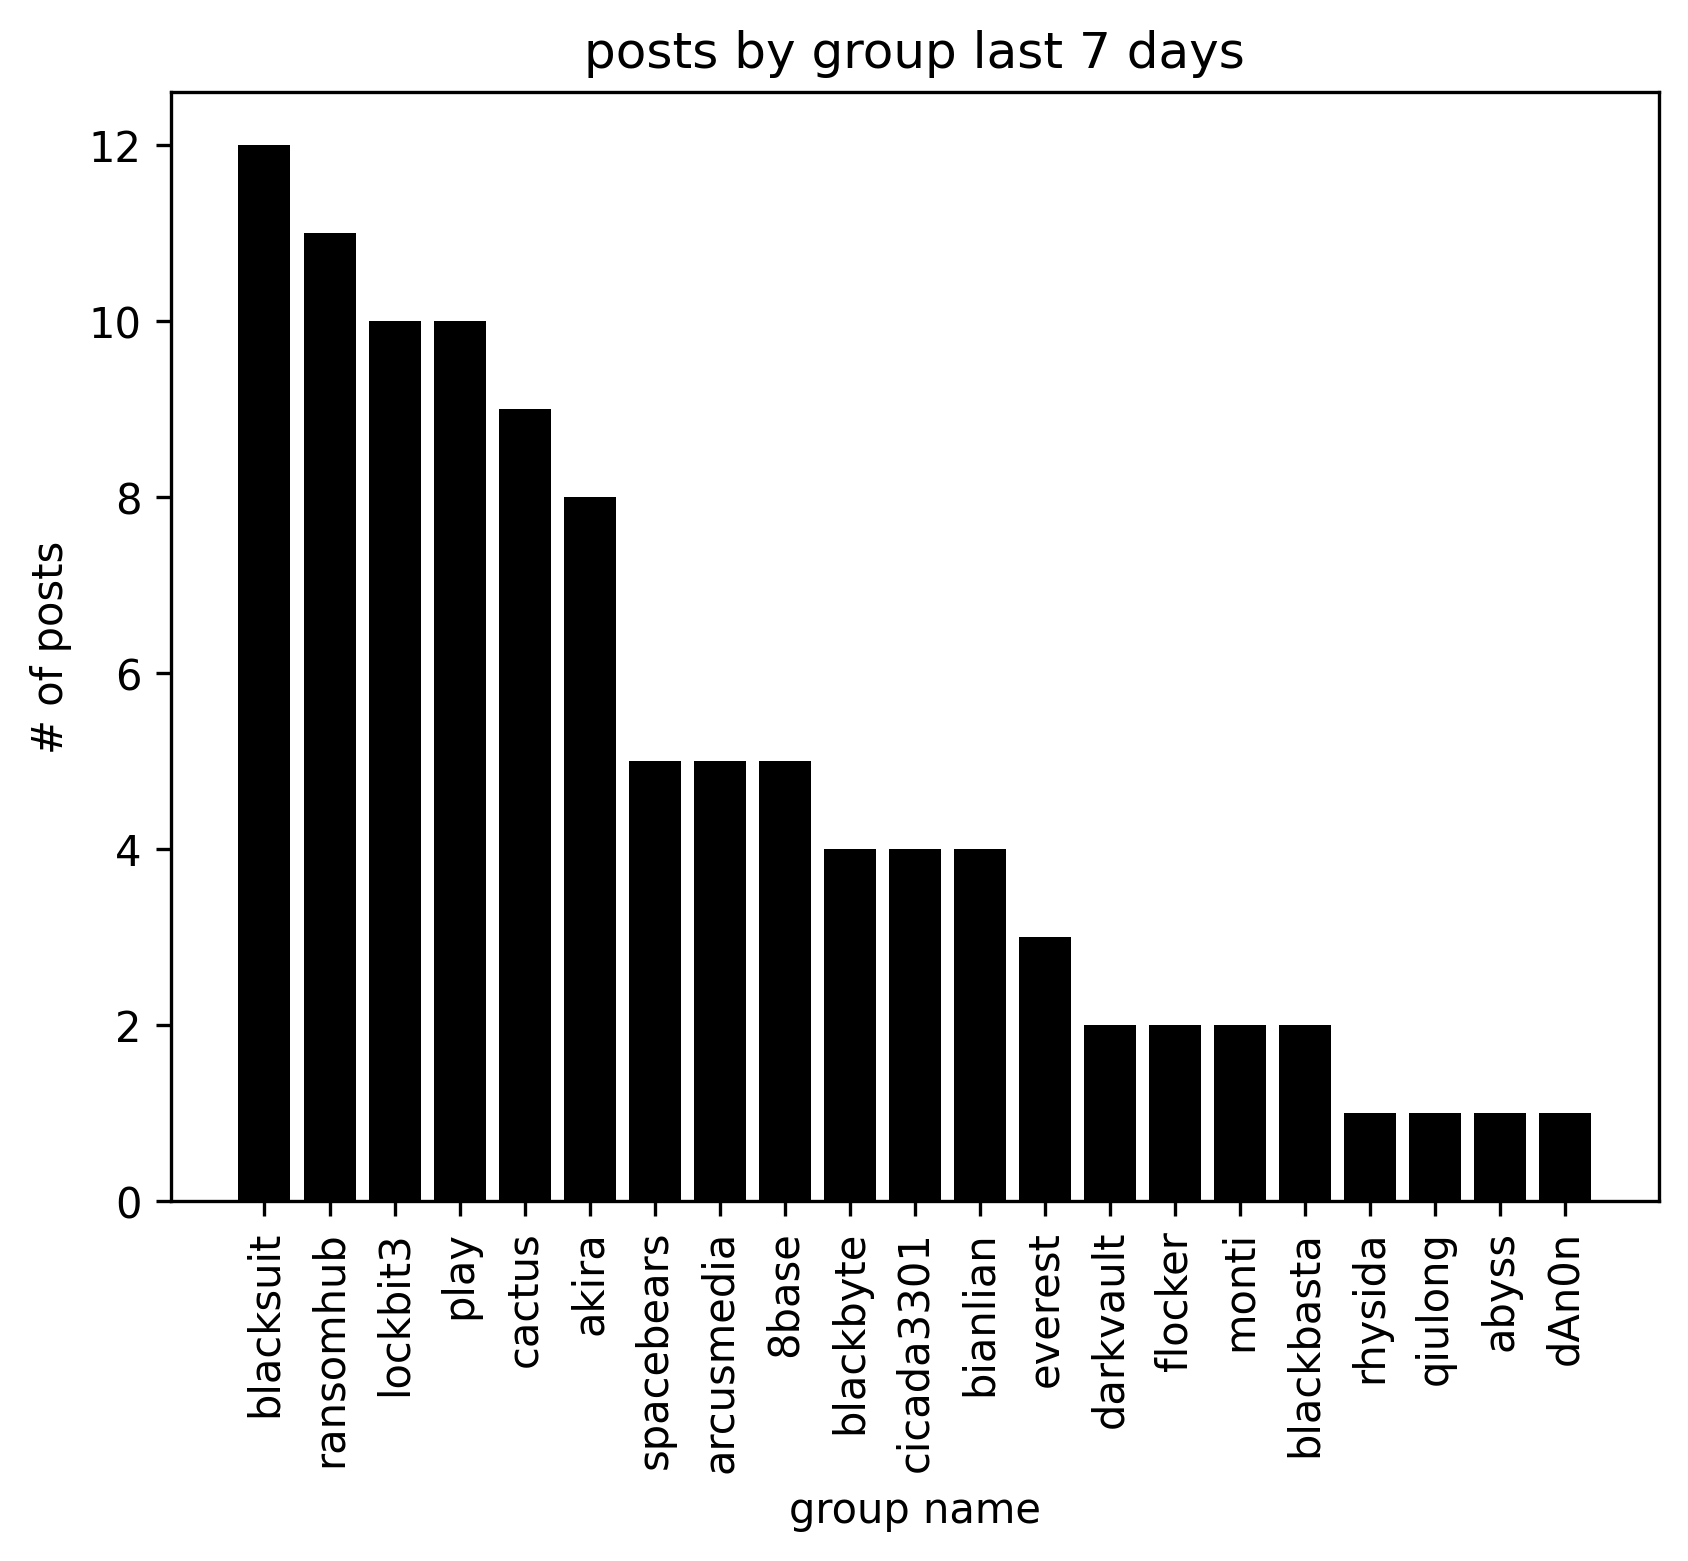 posts by group last 7 days
12
10
8
6
4
2
0
# of posts
blacksuit
ransomhub
lockbit3
play
cactus
akira
spacebears
arcusmedia
8base
blackbyte
cicada3301
bianlian
everest
darkvault
flocker
monti
blackbasta
rhysida
qiulong
abyss
dAn0n
group name